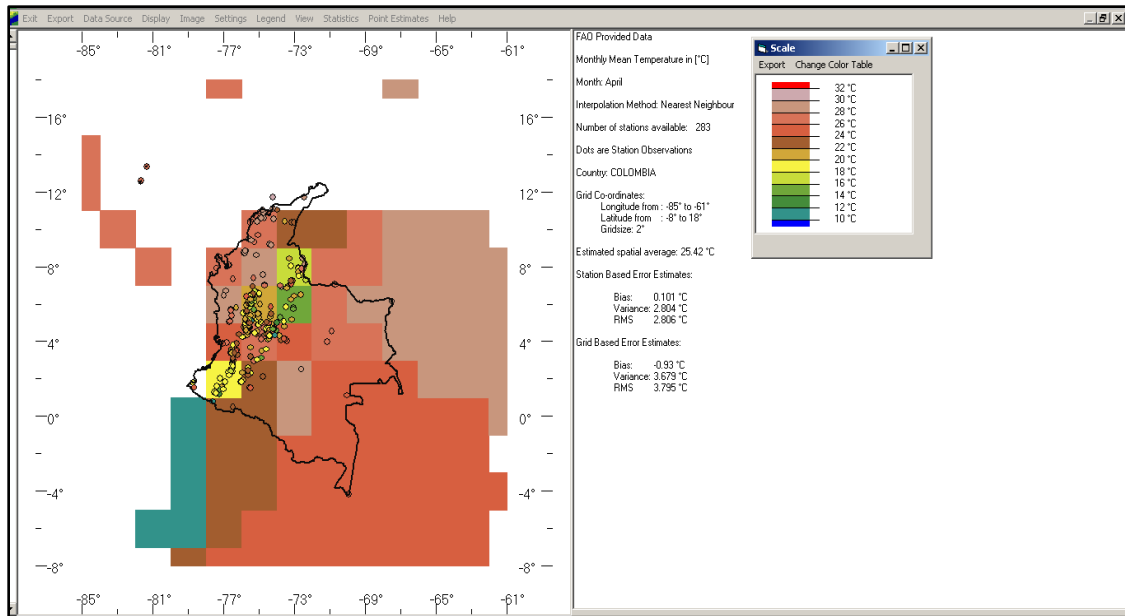 Exit Export Data Source Display Image Settings Legend View Statistics Point Estimates Help
-85° -81° -77° -73° -69° -65° -61°
16° 16°
12° 12°
8° 8°
4° 4°
0° 0°
-4° -4°
-8° -8°
-85° -81° -77° -73° -69° -65° -61°
FAO Provided Data
Monthly Mean Temperature in [°C]
Month: April
Interpolation Method: Nearest Neighbour
Number of stations available: 283
Dots are Station Observations
Country: COLOMBIA
Grid Co-ordinates:
Longitude from : -85° to -61°
Latitude from : -8° to 18°
Gridsize: 2°
Estimated spatial average: 25.42 °C
Station Based Error Estimates:
Bias: 0.101 °C
Variance: 2.804 °C
RMS 2.806 °C
Grid Based Error Estimates:
Bias: -0.93 °C
Variance: 3.679 °C
RMS 3.795 °C
Scale
Export Change Color Table
32 °C
30 °C
28 °C
26 °C
24 °C
22 °C
20 °C
18 °C
16 °C
14 °C
12 °C
10 °C